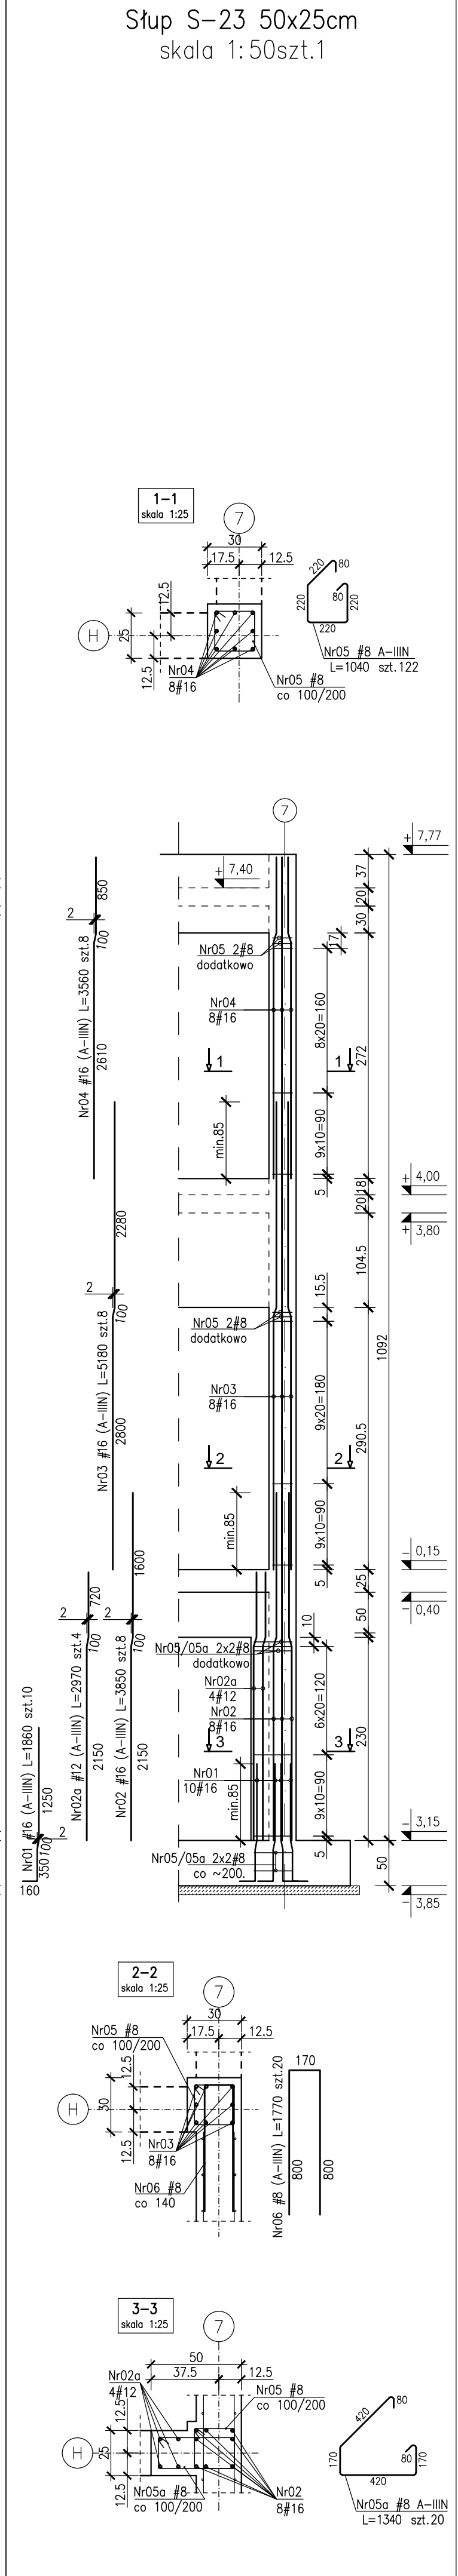 Słup S-23 50x25cm
skala 1:50szt.1
1-1
skala 1:25
7
30
17.5
12.5
12.5
25
12.5
H
Nr04
8#16
Nr05 #8
co 100/200
220
80
220
80
220
220
Nr05 #8 A-IIIN
L=1040 szt.122
7
+ 7,77
+ 7,40
37
20
30
17
850
2
100
Nr04 #16 (A-IIIN) L=3560 szt.8
2610
Nr05 2#8
dodatkowo
Nr04
8#16
8x20=160
272
1
1
min.85
9x10=90
5
18
20
+ 4,00
+ 3,80
2280
104.5
2
100
15.5
Nr05 2#8
dodatkowo
1092
Nr03 #16 (A-IIIN) L=5180 szt.8
2800
Nr03
8#16
9x20=180
290.5
2
2
min.85
9x10=90
5
- 0,15
25
- 0,40
50
1600
720
2
2
100
100
10
Nr05/05a 2x2#8
dodatkowo
Nr02a #12 (A-IIIN) L=2970 szt.4
2150
Nr02 #16 (A-IIIN) L=3850 szt.8
2150
Nr02a
4#12
Nr02
8#16
6x20=120
230
3
3
Nr01
10#16
min.85
9x10=90
5
Nr01 #16 (A-IIIN) L=1860 szt.10
1250
2
100
350
160
- 3,15
50
Nr05/05a 2x2#8
co ~200.
- 3,85
2-2
skala 1:25
7
30
17.5
12.5
Nr05 #8
co 100/200
12.5
30
12.5
H
Nr03
8#16
Nr06 #8
co 140
170
Nr06 #8 (A-IIIN) L=1770 szt.20
800
800
3-3
skala 1:25
7
50
37.5
12.5
Nr02a
4#12
Nr05 #8
co 100/200
12.5
25
12.5
H
Nr05a #8
co 100/200
Nr02
8#16
420
80
170
80
170
420
Nr05a #8 A-IIIN
L=1340 szt.20